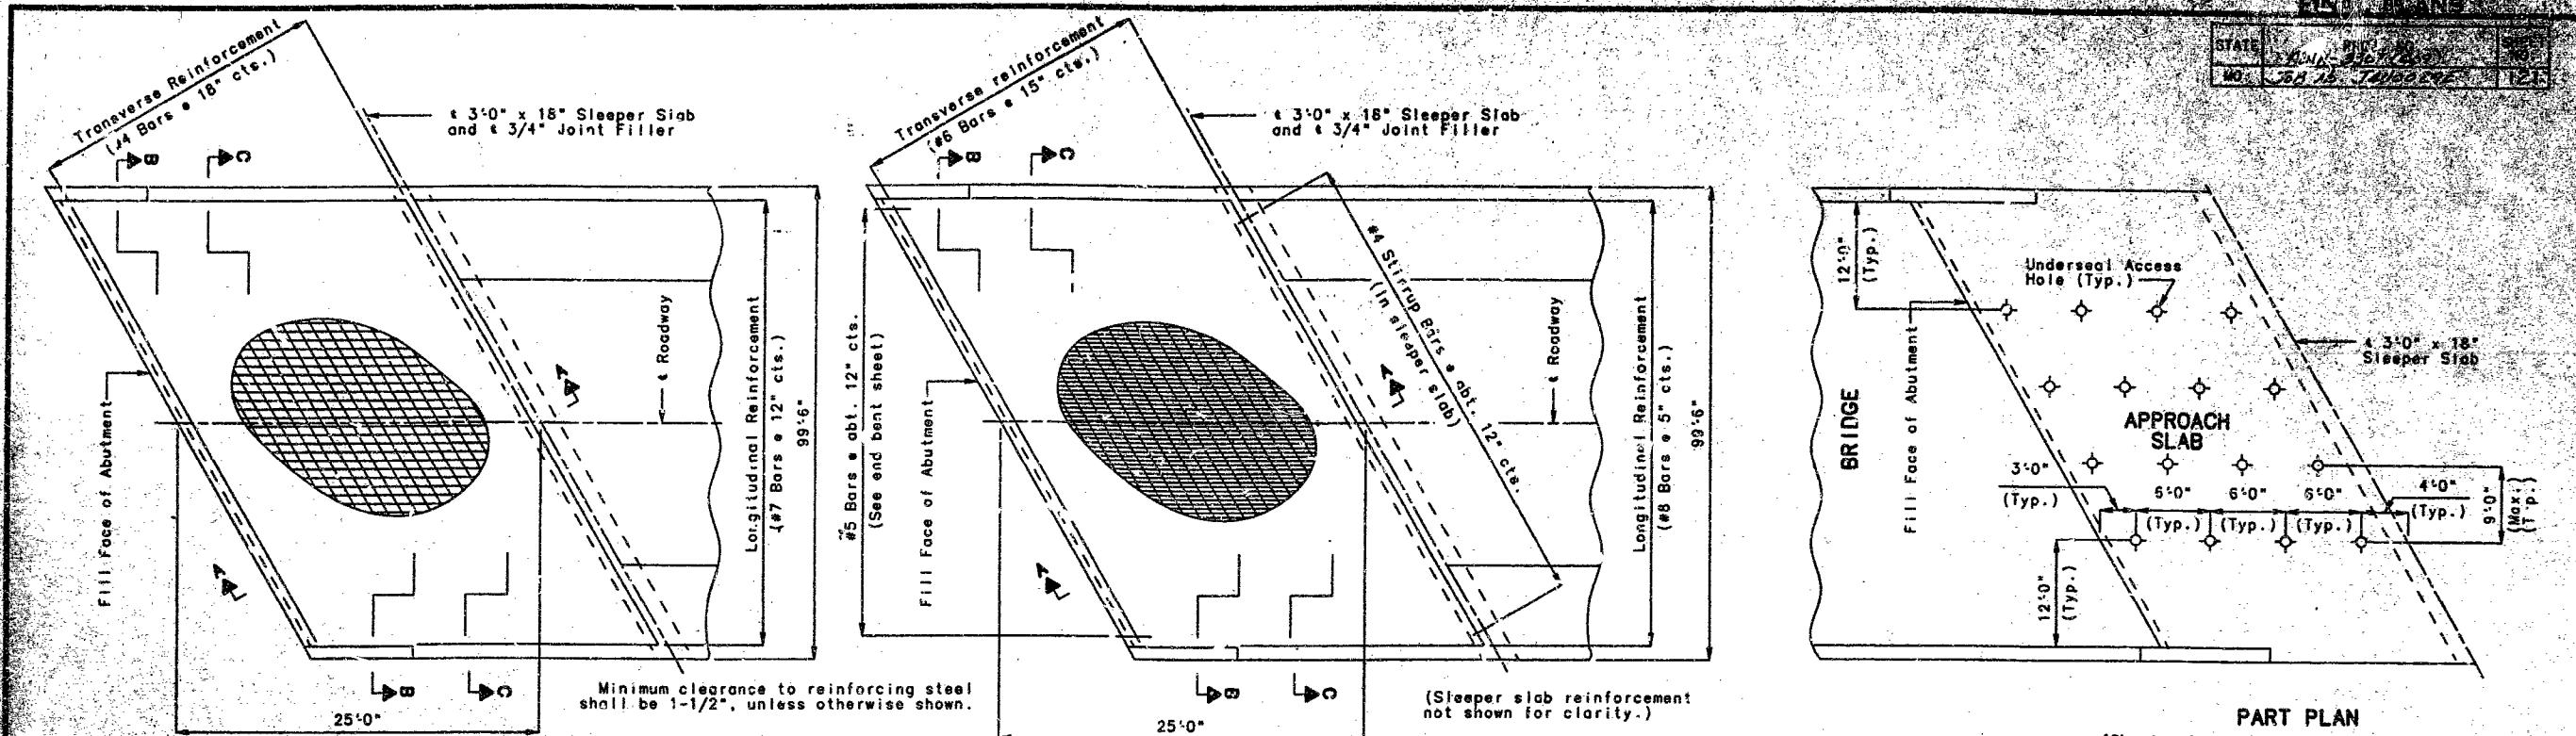 STATE
MO.
Transverse Reinforcement
(#4 Bars @ 18" cts.)
B
C
℄ 3'-0" x 18" Sleeper Slab
and ℄ 3/4" Joint Filler
Fill Face of Abutment
A
A
℄ Roadway
Longitudinal Reinforcement
(#7 Bars @ 12" cts.)
99'-6"
B
C
25'-0"
Minimum clearance to reinforcing steel
shall be 1-1/2", unless otherwise shown.
Transverse reinforcement
(#6 Bars @ 15" cts.)
B
C
℄ 3'-0" x 18" Sleeper Slab
and ℄ 3/4" Joint Filler
#5 Bars @ abt. 12" cts.
(See end bent sheet)
Fill Face of Abutment
#4 Stirrup Bars @ abt. 12" cts.
(In sleeper slab)
A
A
℄ Roadway
Longitudinal Reinforcement
(#8 Bars @ 5" cts.)
99'-6"
B
C
25'-0"
(Sleeper slab reinforcement
not shown for clarity.)
12'-0"
(Typ.)
Underseal Access
Hole (Typ.)
℄ 3'-0" x 18"
Sleeper Slab
BRIDGE
Fill Face of Abutment
APPROACH
SLAB
3'-0"
(Typ.)
6'-0"
(Typ.)
6'-0"
(Typ.)
6'-0"
(Typ.)
4'-0"
(Typ.)
9'-0"
(Max.)
(Typ.)
12'-0"
(Typ.)
PART PLAN